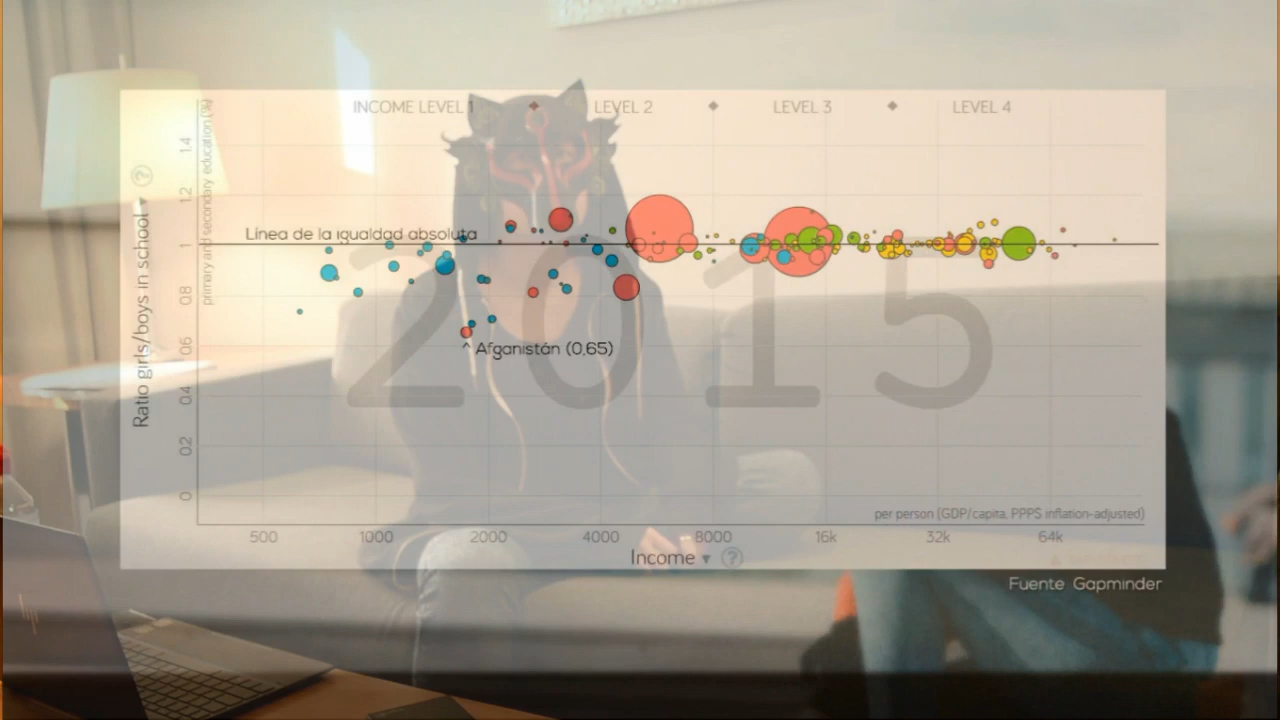 INCOME LEVEL 1
LEVEL 2
LEVEL 3
LEVEL 4
Ratio girls/boys in school ▼ ?
primary and secondary education (%)
1.4
1.2
1
0.8
0.6
0.4
0.2
0
Línea de la igualdad absoluta
^ Afganistán (0,65)
2015
per person (GDP/capita, PPP$ inflation-adjusted)
500 1000 2000 4000 8000 16k 32k 64k
Income ▼ ?
Fuente Gapminder